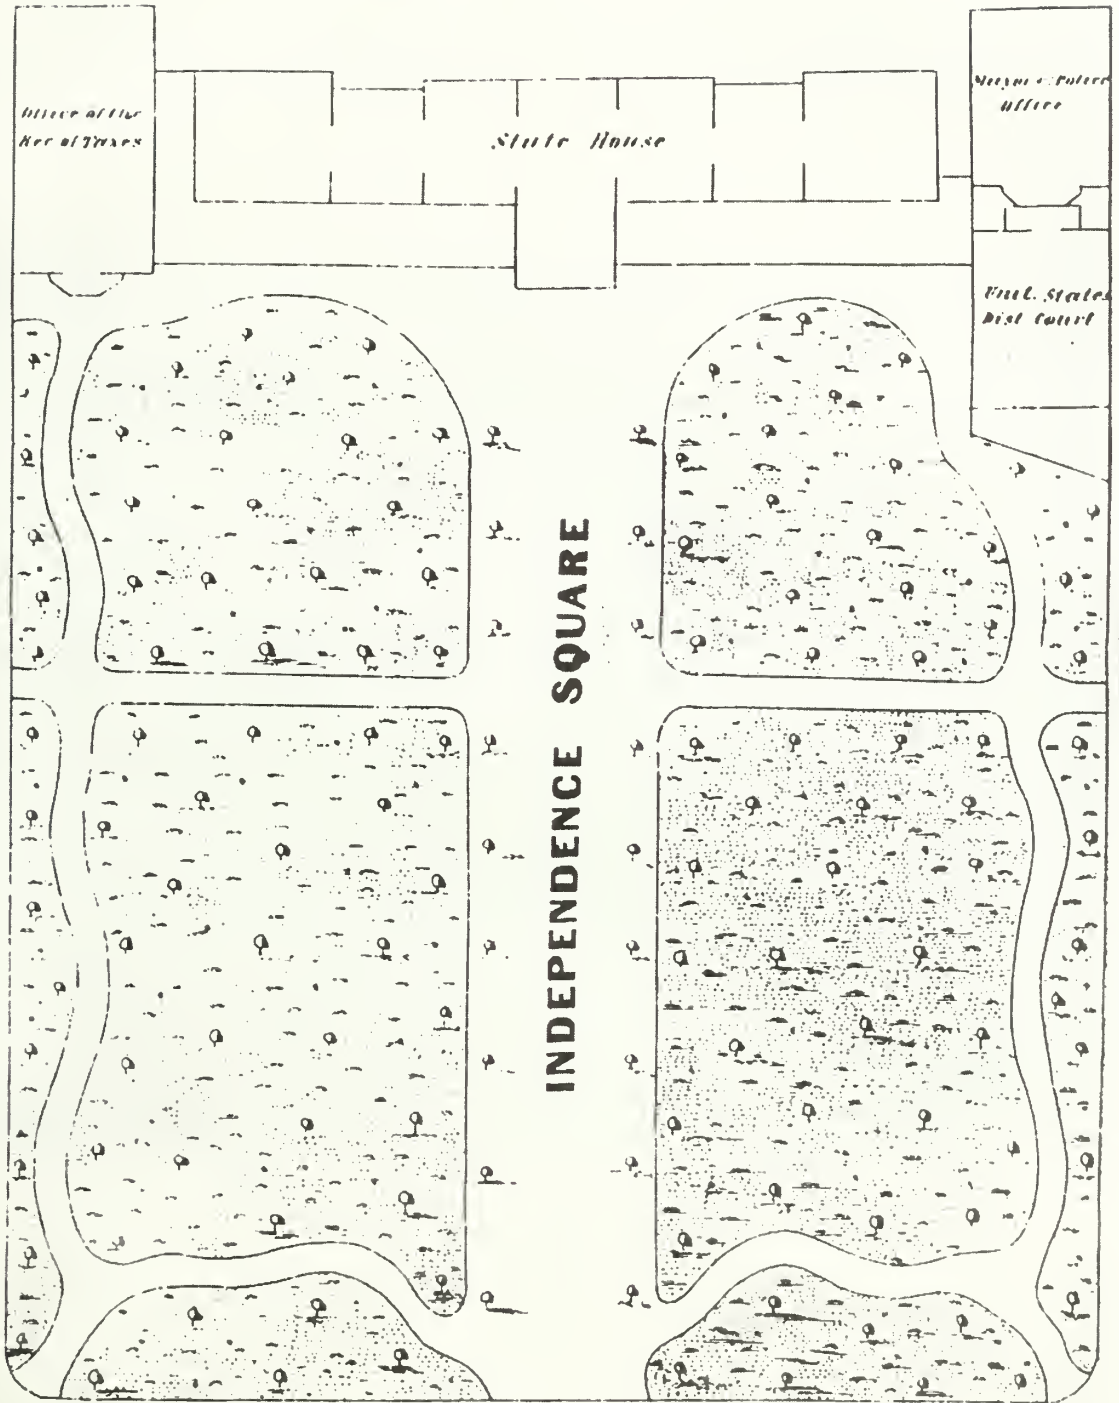 Office of the
Rec of Taxes
State House
Mayor & Police
Office
Unit. States
Dist Court
INDEPENDENCE SQUARE